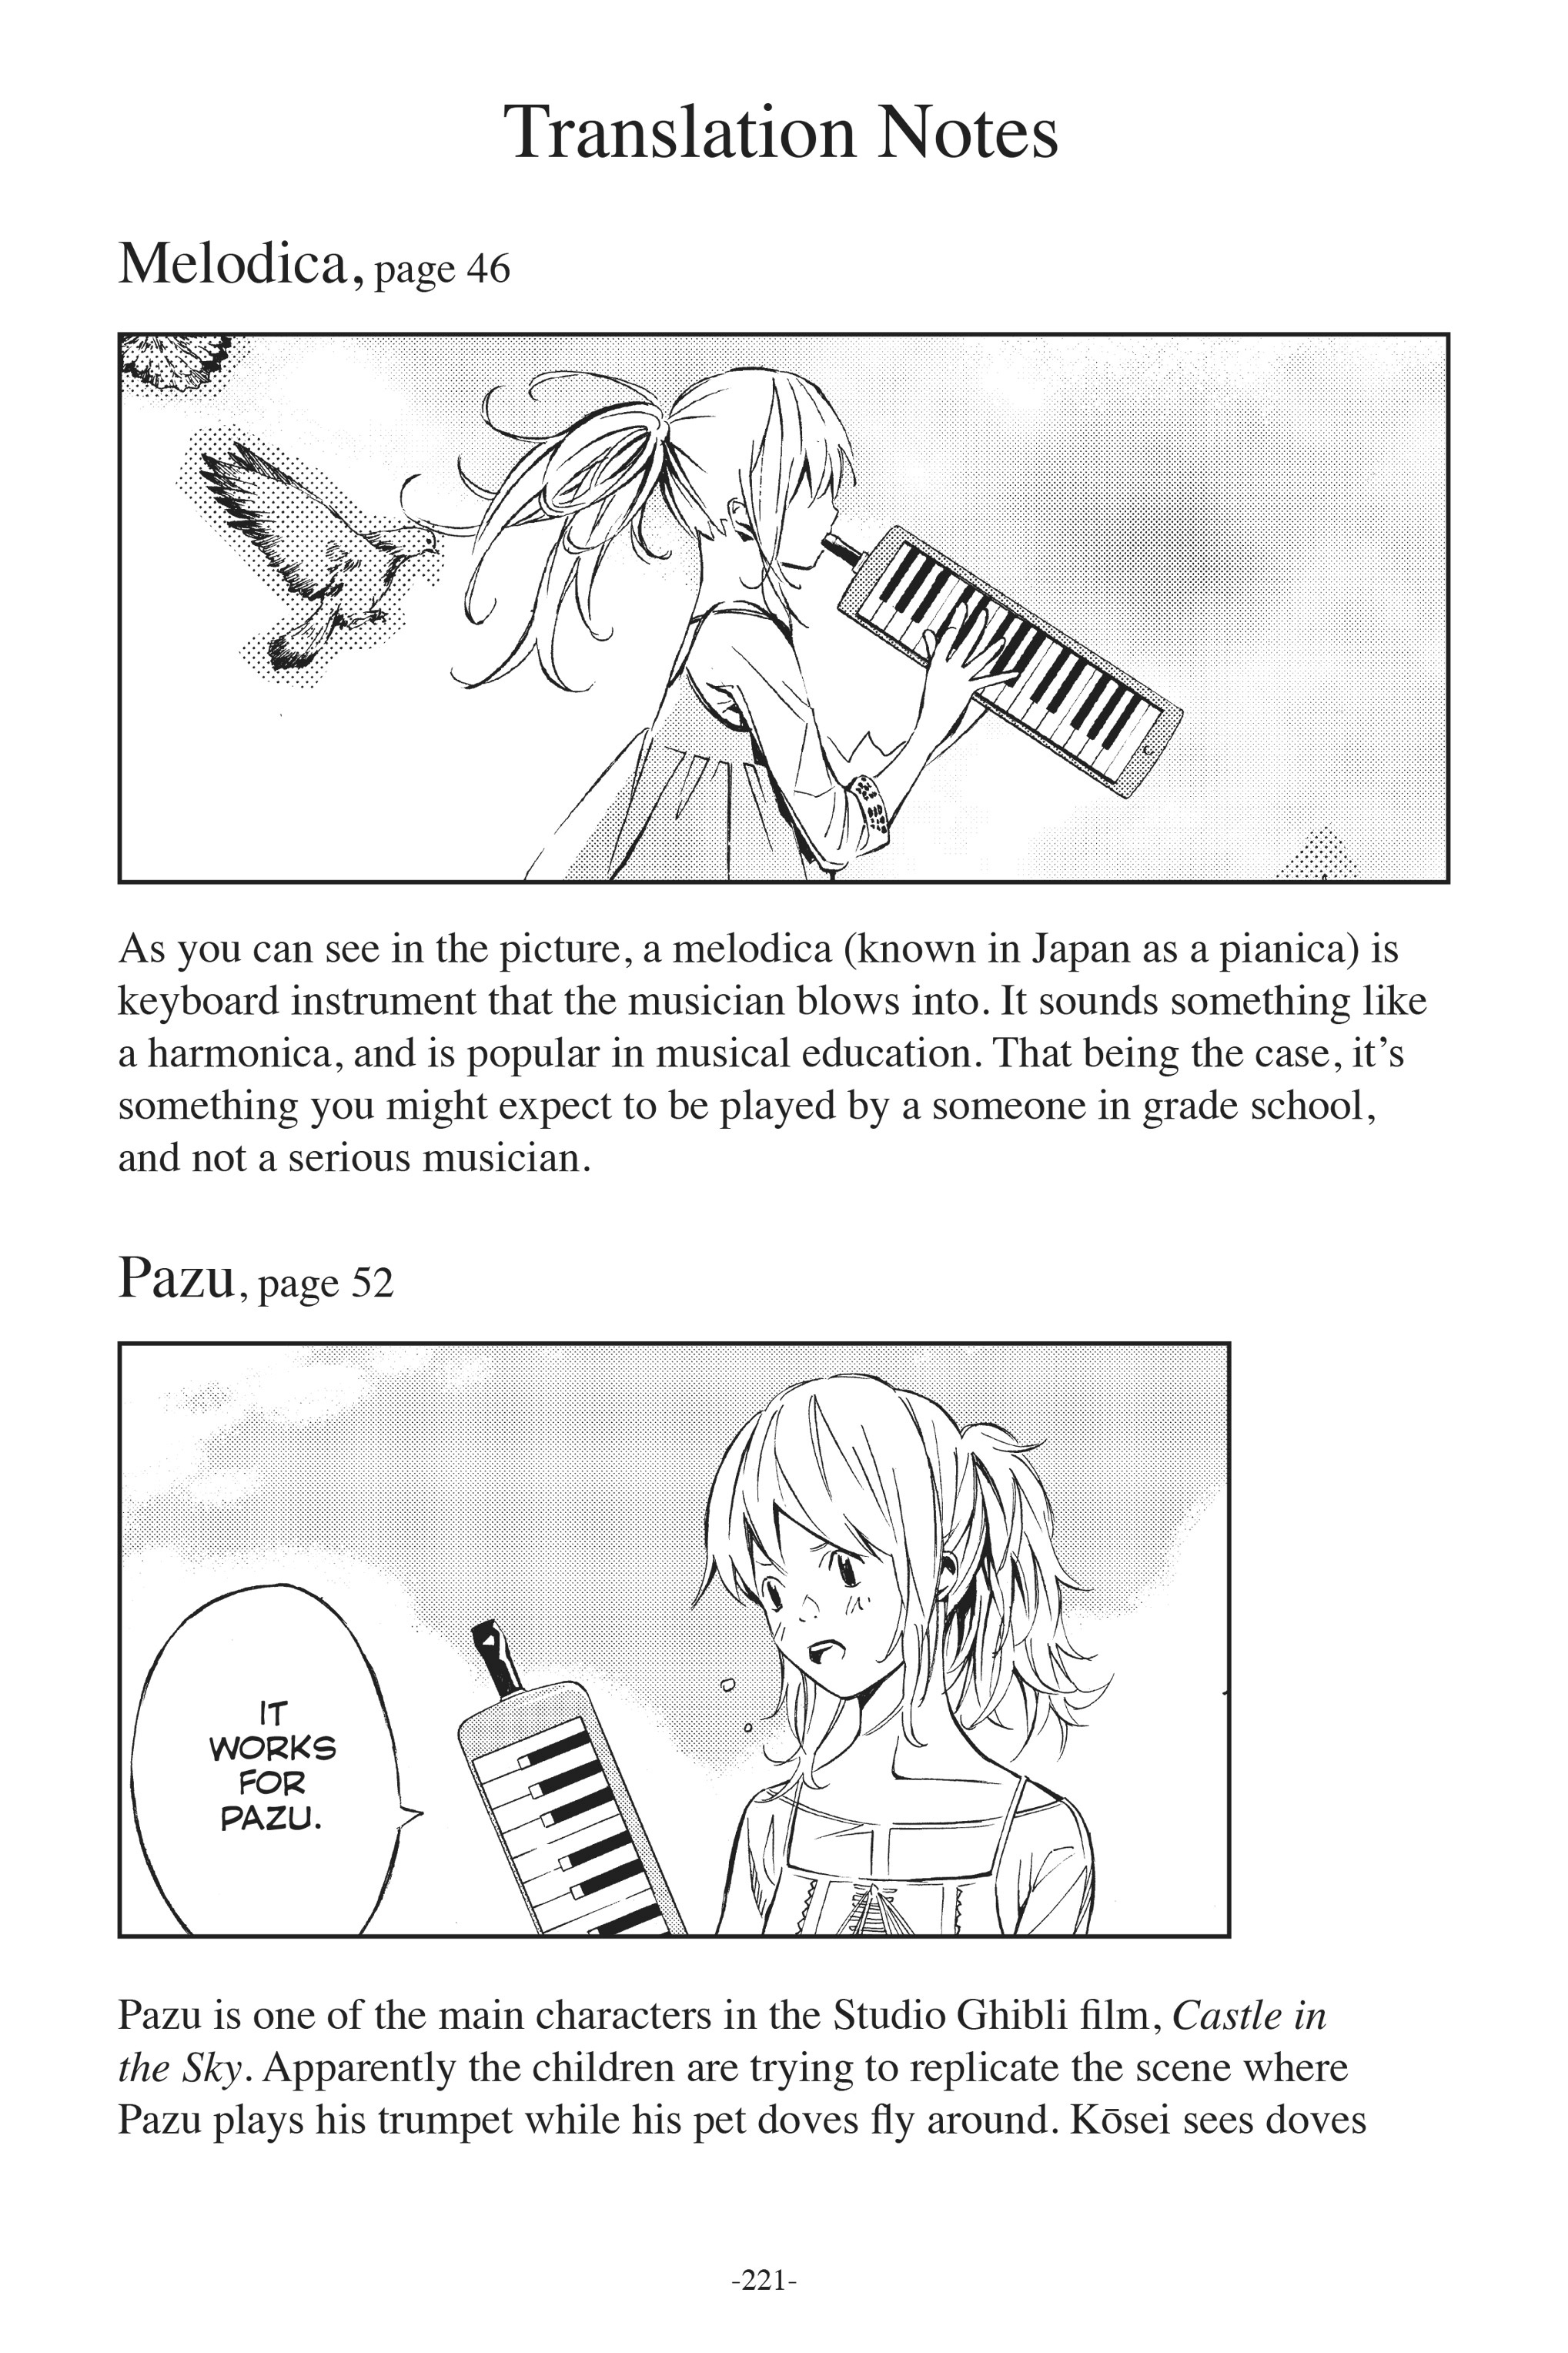 Translation Notes
Melodica, page 46
As you can see in the picture, a melodica (known in Japan as a pianica) is
keyboard instrument that the musician blows into. It sounds something like
a harmonica, and is popular in musical education. That being the case, it’s
something you might expect to be played by a someone in grade school,
and not a serious musician.
Pazu, page 52
IT
WORKS
FOR
PAZU.
Pazu is one of the main characters in the Studio Ghibli film, Castle in
the Sky. Apparently the children are trying to replicate the scene where
Pazu plays his trumpet while his pet doves fly around. Kōsei sees doves
-221-